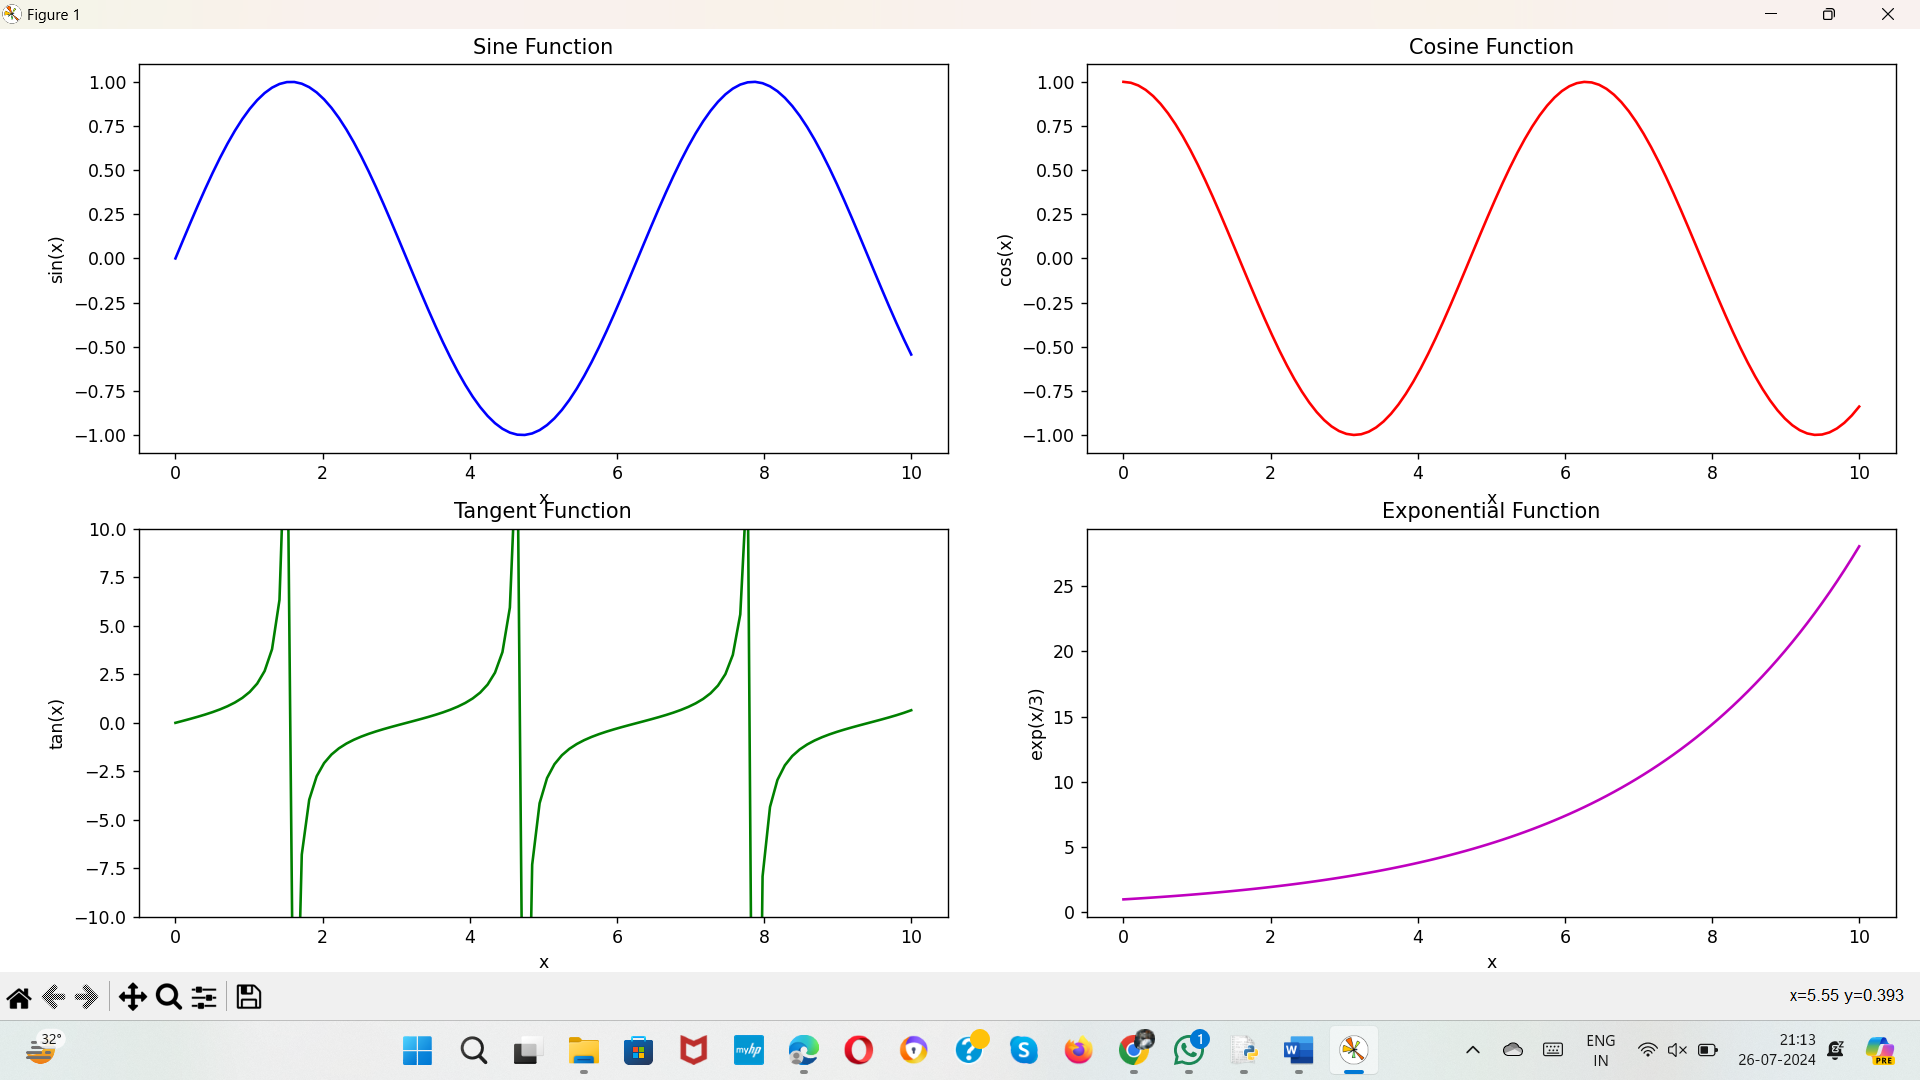 Figure 1
Sine Function
1.00
0.75
0.50
0.25
0.00
−0.25
−0.50
−0.75
−1.00
sin(x)
0 2 4 6 8 10
x
Cosine Function
1.00
0.75
0.50
0.25
0.00
−0.25
−0.50
−0.75
−1.00
cos(x)
0 2 4 6 8 10
x
Tangent Function
10.0
7.5
5.0
2.5
0.0
−2.5
−5.0
−7.5
−10.0
tan(x)
0 2 4 6 8 10
x
Exponential Function
25
20
15
10
5
0
exp(x/3)
0 2 4 6 8 10
x
x=5.55 y=0.393
32°
myhp
?
S
1
W
ENG
IN
21:13
26-07-2024
zz
PRE